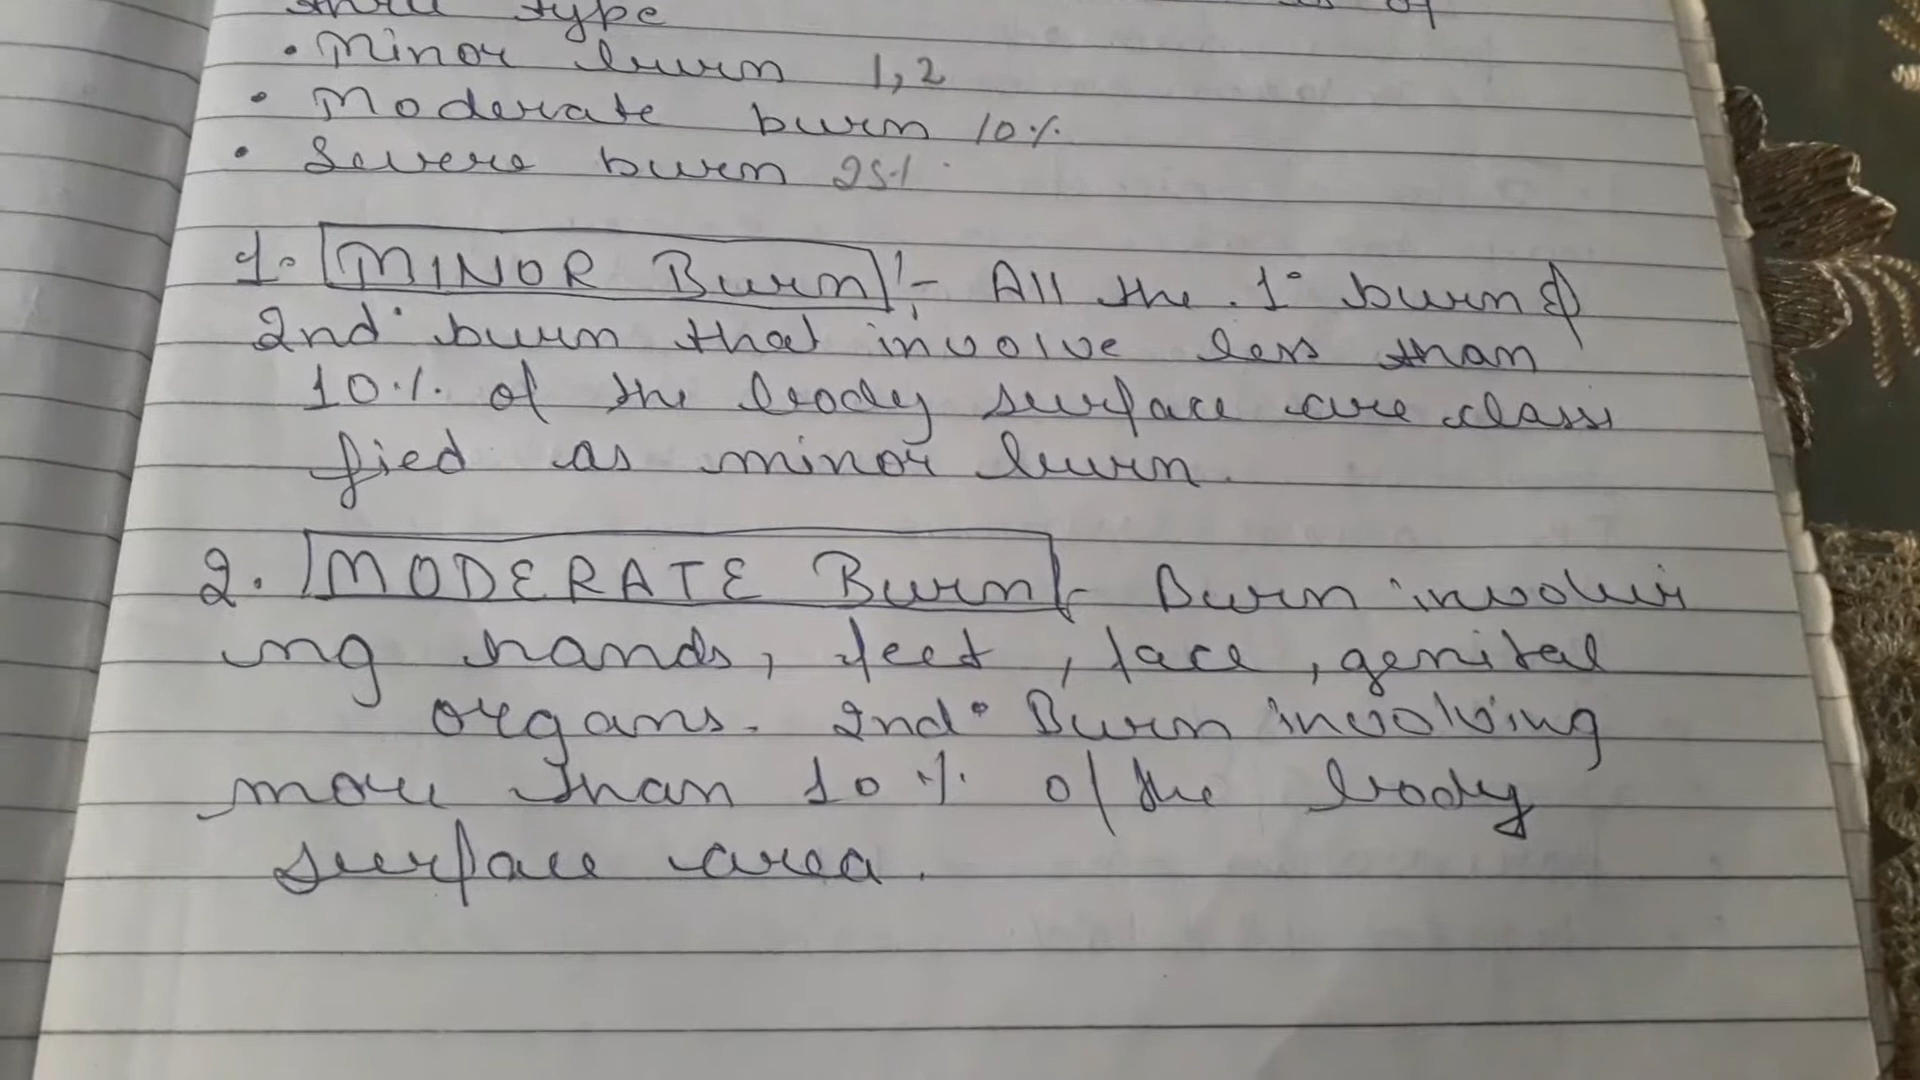 type of
• Minor burn 1,2
• Moderate burn 10%
• Severe burn 25%
1. MINOR Burn :- All the 1° burn &
2nd° burn that involve less than
10% of the body surface are classi
fied as minor burn.
2. MODERATE Burn :- Burn involvi
ng hands, feet, face, genital
organs. 2nd° Burn involving
more than 10% of the body
surface area.